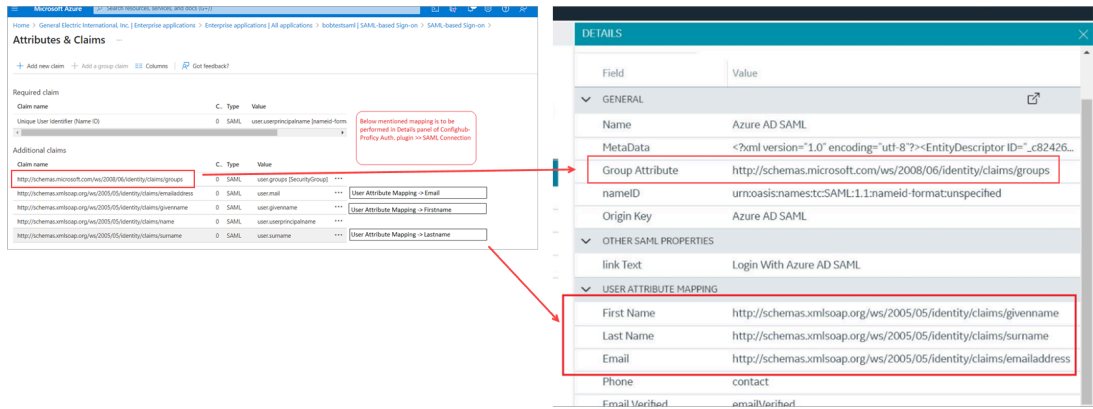 Microsoft Azure
Search resources, services, and docs (G+/)
Home > General Electric International, Inc. | Enterprise applications > Enterprise applications | All applications > bobtestsaml | SAML-based Sign-on > SAML-based Sign-on >
Attributes & Claims ...
Add new claim Add a group claim Columns | Got feedback?
Required claim
Claim name C.. Type Value
Unique User Identifier (Name ID) 0 SAML user.userprincipalname [nameid-form
Below mentioned mapping is to be
performed in Details panel of Confighub-
Proficy Auth. plugin >> SAML Connection
Additional claims
Claim name C.. Type Value
http://schemas.microsoft.com/ws/2008/06/identity/claims/groups 0 SAML user.groups [SecurityGroup] ...
http://schemas.xmlsoap.org/ws/2005/05/identity/claims/emailaddress 0 SAML user.mail ... User Attribute Mapping -> Email
http://schemas.xmlsoap.org/ws/2005/05/identity/claims/givenname 0 SAML user.givenname ... User Attribute Mapping -> Firstname
http://schemas.xmlsoap.org/ws/2005/05/identity/claims/name 0 SAML user.userprincipalname ...
http://schemas.xmlsoap.org/ws/2005/05/identity/claims/surname 0 SAML user.surname ... User Attribute Mapping -> Lastname
DETAILS
Field Value
GENERAL
Name Azure AD SAML
MetaData <?xml version="1.0" encoding="utf-8"?><EntityDescriptor ID="_c82426...
Group Attribute http://schemas.microsoft.com/ws/2008/06/identity/claims/groups
nameID urn:oasis:names:tc:SAML:1.1:nameid-format:unspecified
Origin Key Azure AD SAML
OTHER SAML PROPERTIES
link Text Login With Azure AD SAML
USER ATTRIBUTE MAPPING
First Name http://schemas.xmlsoap.org/ws/2005/05/identity/claims/givenname
Last Name http://schemas.xmlsoap.org/ws/2005/05/identity/claims/surname
Email http://schemas.xmlsoap.org/ws/2005/05/identity/claims/emailaddress
Phone contact
Email Verified emailVerified